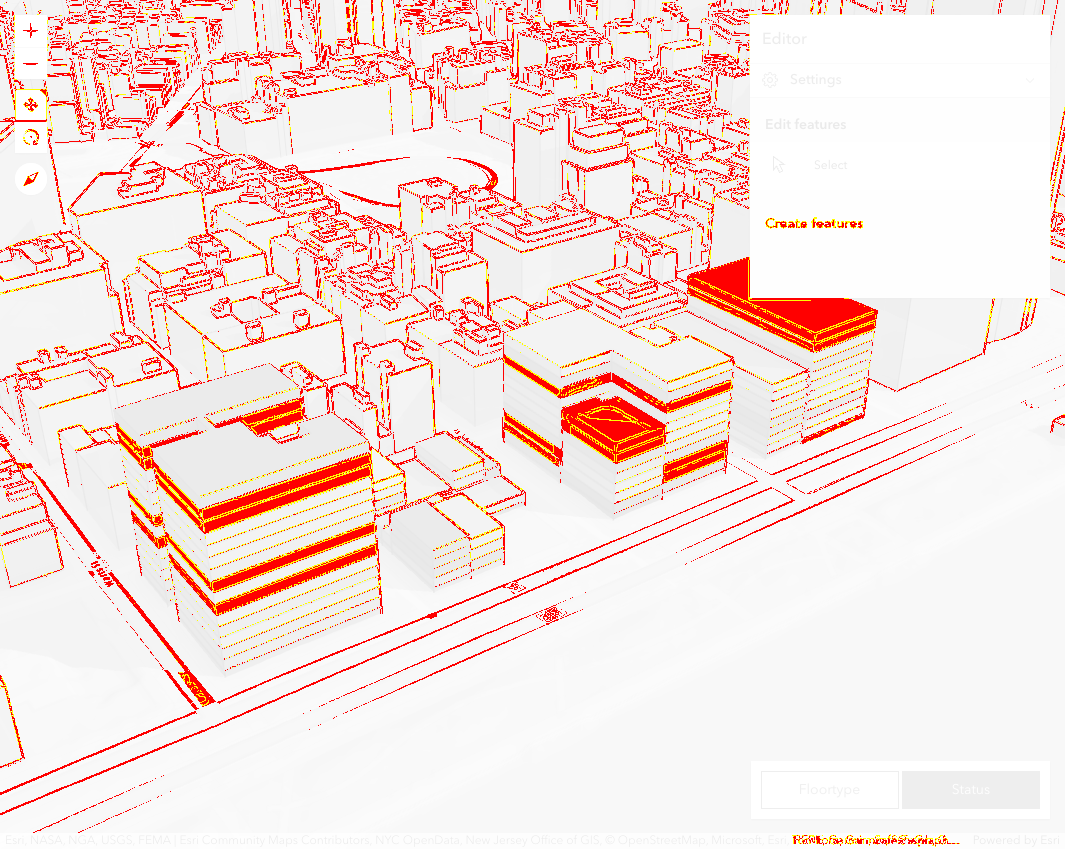 Editor
Settings
Edit features
Select
Create features
Floortype
Status
Esri, NASA, NGA, USGS, FEMA | Esri Community Maps Contributors, NYC OpenData, New Jersey Office of GIS, © OpenStreetMap, Microsoft, Esri
Powered by Esri